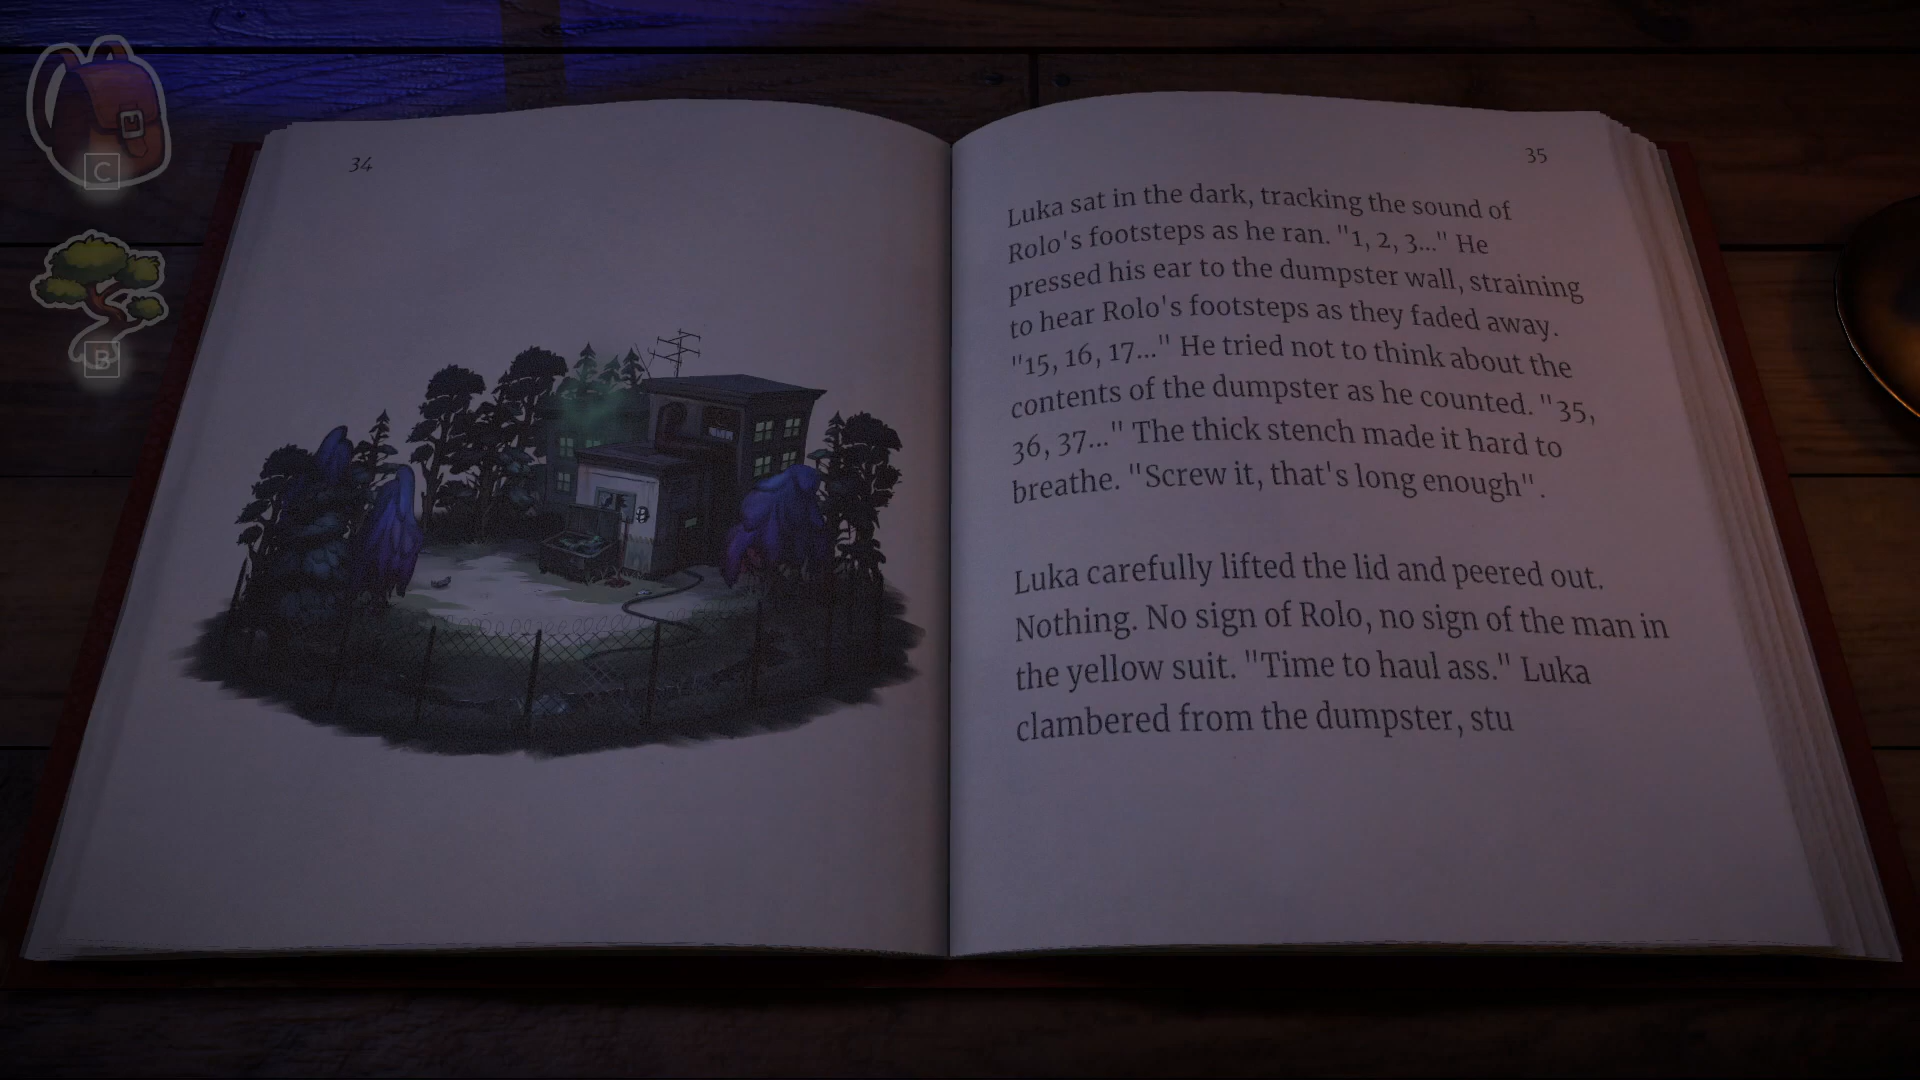 C
B
34
35
Luka sat in the dark, tracking the sound of
Rolo's footsteps as he ran. "1, 2, 3..." He
pressed his ear to the dumpster wall, straining
to hear Rolo's footsteps as they faded away.
"15, 16, 17..." He tried not to think about the
contents of the dumpster as he counted. "35,
36, 37..." The thick stench made it hard to
breathe. "Screw it, that's long enough" .
Luka carefully lifted the lid and peered out.
Nothing. No sign of Rolo, no sign of the man in
the yellow suit. "Time to haul ass." Luka
clambered from the dumpster, stu